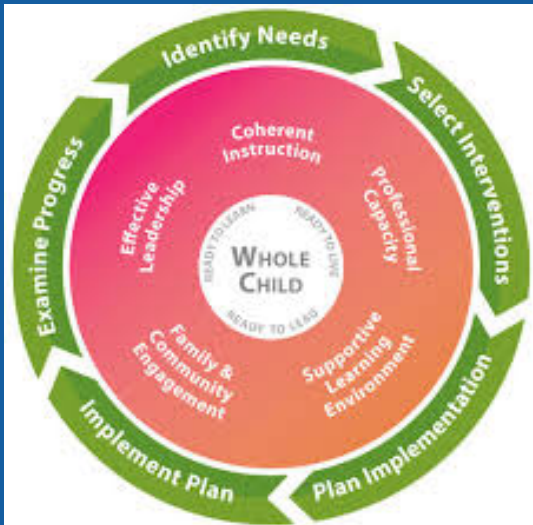 Identify Needs
Select Interventions
Plan Implementation
Implement Plan
Examine Progress
Coherent
Instruction
Professional
Capacity
Supportive
Learning
Environment
Family &
Community
Engagement
Effective
Leadership
READY TO LEARN
READY TO LIVE
READY TO LEAD
WHOLE
CHILD